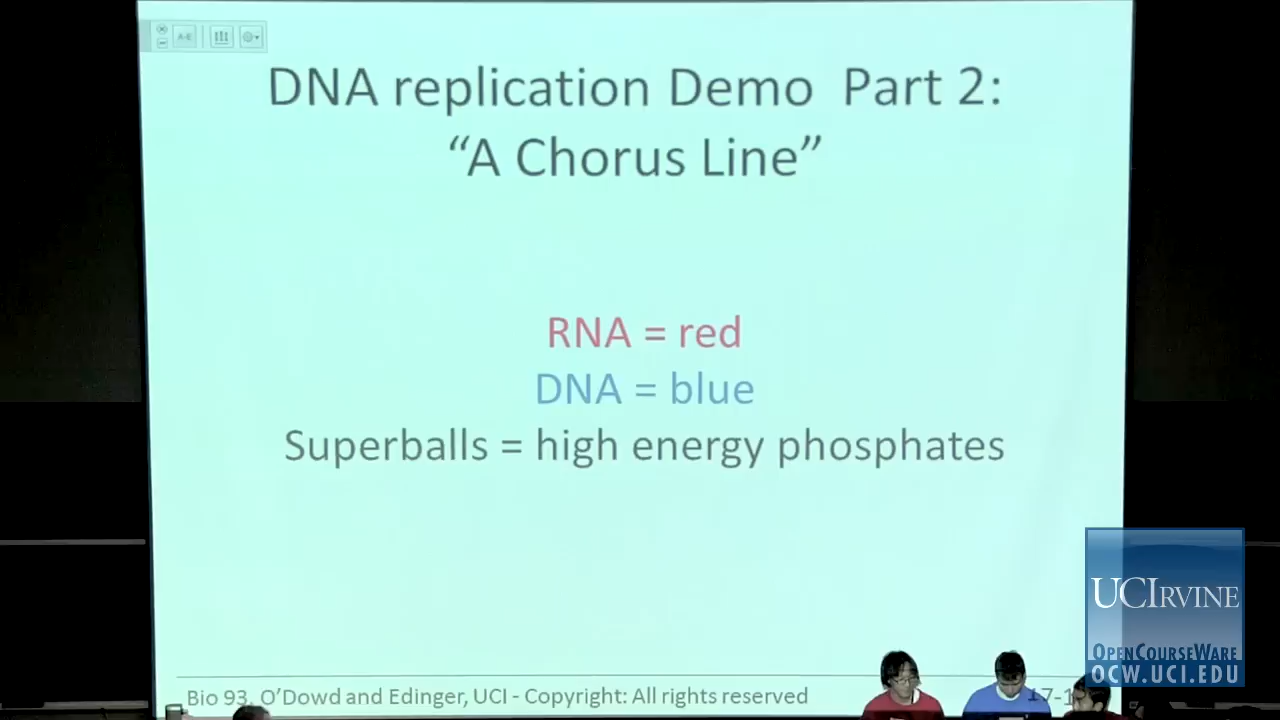 A-E
DNA replication Demo Part 2:
“A Chorus Line”
RNA = red
DNA = blue
Superballs = high energy phosphates
Bio 93, O’Dowd and Edinger, UCI - Copyright: All rights reserved
UCIRVINE
OPENCOURSEWARE
OCW.UCI.EDU